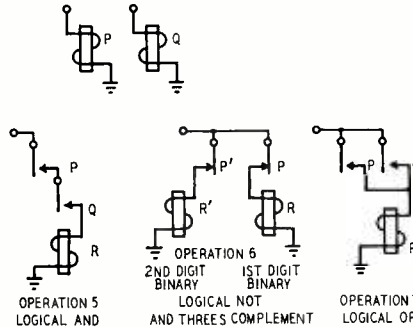 P
Q
P
Q
R
P'
P
R'
R
P
OPERATION 6
2ND DIGIT 1ST DIGIT
BINARY BINARY
OPERATION 5
LOGICAL AND
LOGICAL NOT
AND THREES COMPLEMENT
OPERATION
LOGICAL